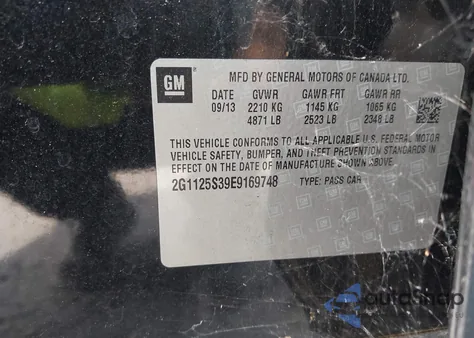 GM
MFD BY GENERAL MOTORS OF CANADA LTD.
DATE GVWR GAWR FRT GAWR RR
09/13 2210 KG 1145 KG 1065 KG
4871 LB 2523 LB 2348 LB
THIS VEHICLE CONFORMS TO ALL APPLICABLE U.S. FEDERAL MOTOR
VEHICLE SAFETY, BUMPER, AND THEFT PREVENTION STANDARDS IN
EFFECT ON THE DATE OF MANUFACTURE SHOWN ABOVE.
2G1125S39E9169748 TYPE: PASS CAR
AutoShop